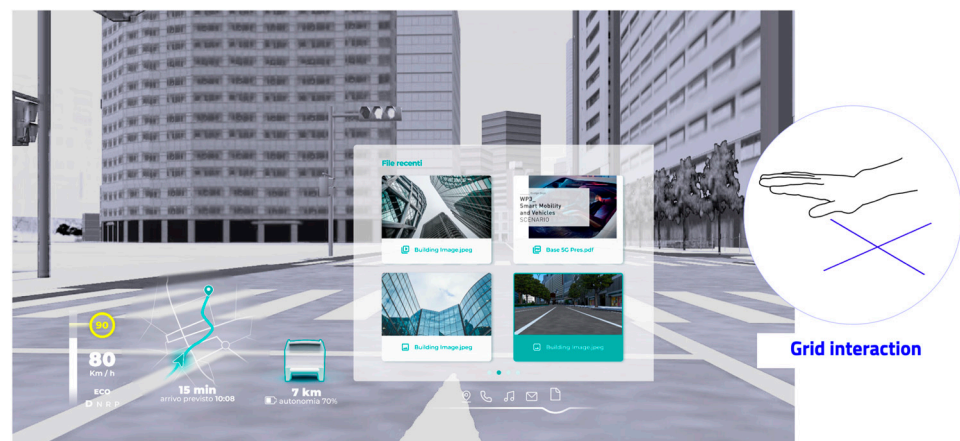 File recenti
WP3_
Smart Mobility
and Vehicles
SCENARIO
Building Image.jpeg
Base 5G Pres.pdf
Building Image.jpeg
Building Image.jpeg
90
80
Km / h
ECO
D N R P
15 min
arrivo previsto 10:08
7 km
autonomia 70%
Grid interaction